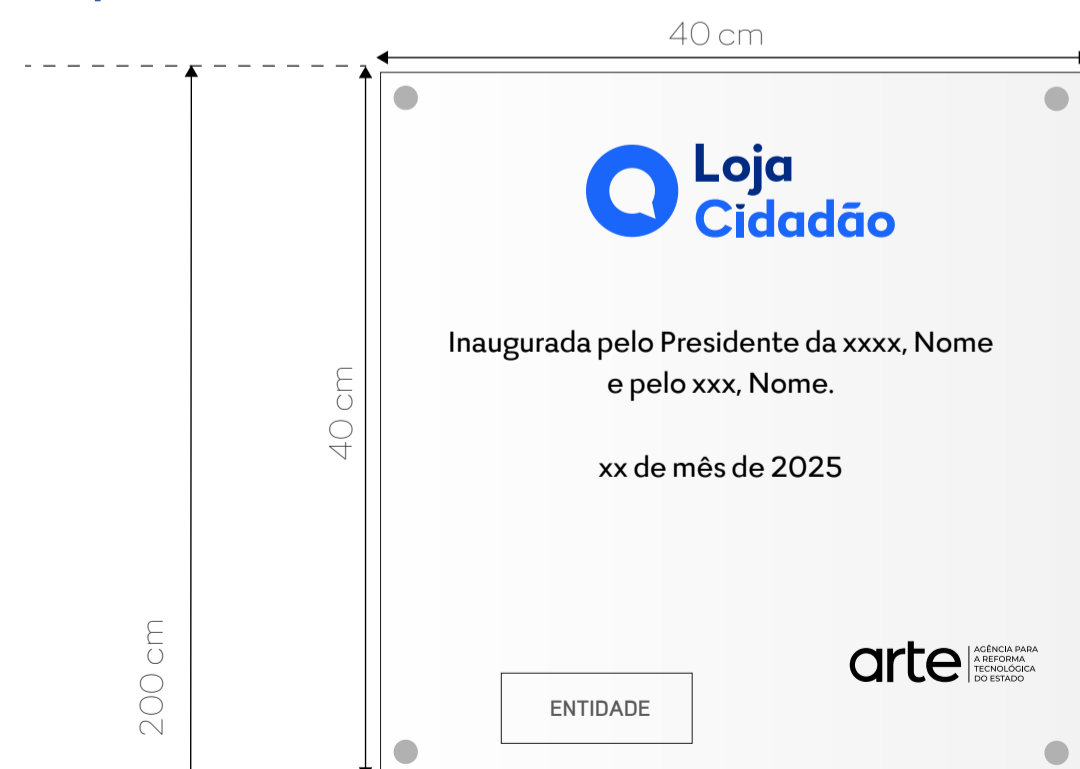 40 cm
Loja
Cidadão
Inaugurada pelo Presidente da xxxx, Nome
e pelo xxx, Nome.
40 cm
xx de mês de 2025
200 cm
arte
AGÊNCIA PARA
A REFORMA
TECNOLÓGICA
DO ESTADO
ENTIDADE